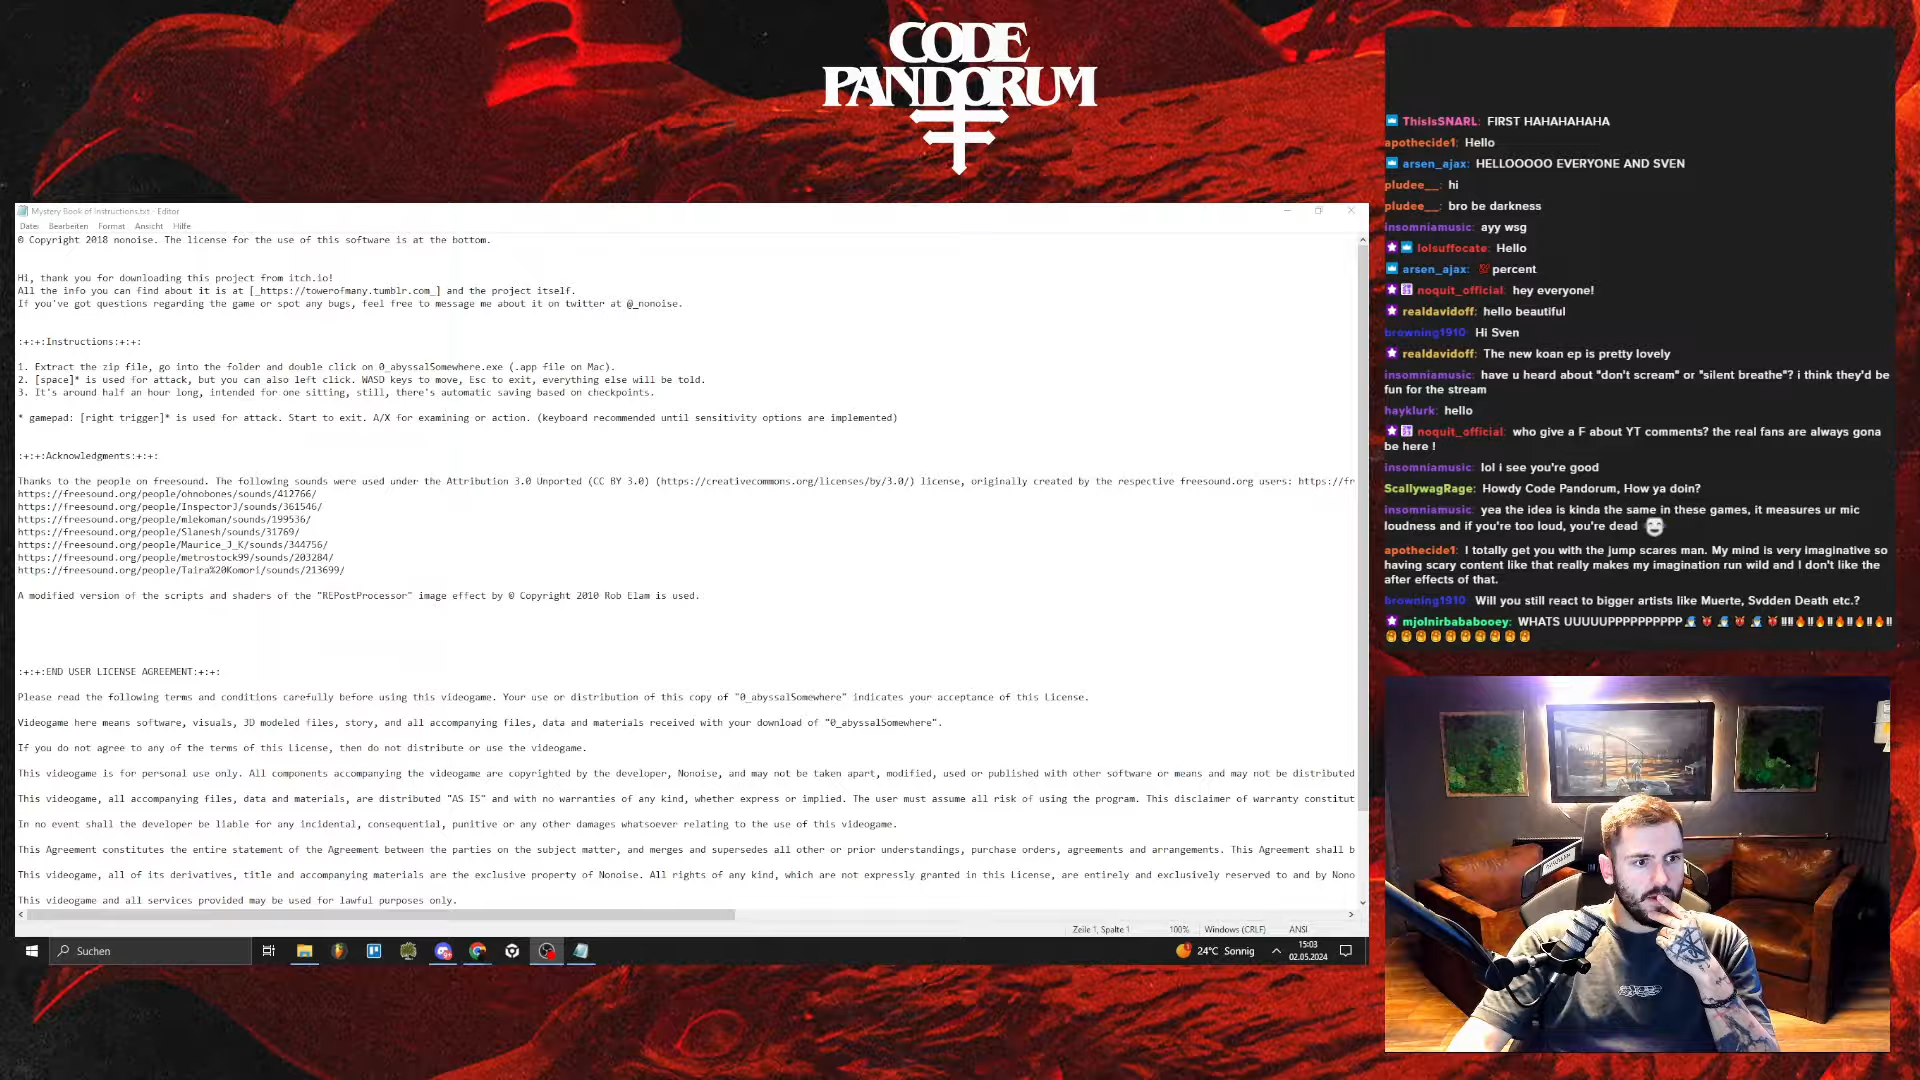 CODE
PANDORUM
Mystery Book of Instructions.txt - Editor
Datei Bearbeiten Format Ansicht Hilfe
© Copyright 2018 nonoise. The license for the use of this software is at the bottom.
Hi, thank you for downloading this project from itch.io!
All the info you can find about it is at [_https://towerofmany.tumblr.com_] and the project itself.
If you've got questions regarding the game or spot any bugs, feel free to message me about it on twitter at @_nonoise.
:+:+:Instructions:+:+:
1. Extract the zip file, go into the folder and double click on 0_abyssalSomewhere.exe (.app file on Mac).
2. [space]* is used for attack, but you can also left click. WASD keys to move, Esc to exit, everything else will be told.
3. It's around half an hour long, intended for one sitting, still, there's automatic saving based on checkpoints.
* gamepad: [right trigger]* is used for attack. Start to exit. A/X for examining or action. (keyboard recommended until sensitivity options are implemented)
:+:+:Acknowledgments:+:+:
Thanks to the people on freesound. The following sounds were used under the Attribution 3.0 Unported (CC BY 3.0) (https://creativecommons.org/licenses/by/3.0/) license, originally created by the respective freesound.org users: https://fr
https://freesound.org/people/ohnobones/sounds/412766/
https://freesound.org/people/InspectorJ/sounds/361546/
https://freesound.org/people/mlekoman/sounds/199536/
https://freesound.org/people/Slanesh/sounds/31769/
https://freesound.org/people/Maurice_J_K/sounds/344756/
https://freesound.org/people/metrostock99/sounds/203284/
https://freesound.org/people/Taira%20Komori/sounds/213699/
A modified version of the scripts and shaders of the "REPostProcessor" image effect by © Copyright 2010 Rob Elam is used.
:+:+:END USER LICENSE AGREEMENT:+:+:
Please read the following terms and conditions carefully before using this videogame. Your use or distribution of this copy of "0_abyssalSomewhere" indicates your acceptance of this License.
Videogame here means software, visuals, 3D modeled files, story, and all accompanying files, data and materials received with your download of "0_abyssalSomewhere".
If you do not agree to any of the terms of this License, then do not distribute or use the videogame.
This videogame is for personal use only. All components accompanying the videogame are copyrighted by the developer, Nonoise, and may not be taken apart, modified, used or published with other software or means and may not be distributed
This videogame, all accompanying files, data and materials, are distributed "AS IS" and with no warranties of any kind, whether express or implied. The user must assume all risk of using the program. This disclaimer of warranty constitut
In no event shall the developer be liable for any incidental, consequential, punitive or any other damages whatsoever relating to the use of this videogame.
This Agreement constitutes the entire statement of the Agreement between the parties on the subject matter, and merges and supersedes all other or prior understandings, purchase orders, agreements and arrangements. This Agreement shall b
This videogame, all of its derivatives, title and accompanying materials are the exclusive property of Nonoise. All rights of any kind, which are not expressly granted in this License, are entirely and exclusively reserved to and by Nono
This videogame and all services provided may be used for lawful purposes only.
Zeile 1, Spalte 1 100% Windows (CRLF) ANSI
Suchen
24°C Sonnig
15:03
02.05.2024
ThisIsSNARL: FIRST HAHAHAHAHA
apothecide1: Hello
arsen_ajax: HELLOOOOO EVERYONE AND SVEN
pludee__: hi
pludee__: bro be darkness
insomniamusic: ayy wsg
lolsuffocate: Hello
arsen_ajax: 💯 percent
noquit_official: hey everyone!
realdavidoff: hello beautiful
browning1910: Hi Sven
realdavidoff: The new koan ep is pretty lovely
insomniamusic: have u heard about "don't scream" or "silent breathe"? i think they'd be
fun for the stream
hayklurk: hello
noquit_official: who give a F about YT comments? the real fans are always gona
be here !
insomniamusic: lol i see you're good
ScallywagRage: Howdy Code Pandorum, How ya doin?
insomniamusic: yea the idea is kinda the same in these games, it measures ur mic
loudness and if you're too loud, you're dead
apothecide1: I totally get you with the jump scares man. My mind is very imaginative so
having scary content like that really makes my imagination run wild and I don't like the
after effects of that.
browning1910: Will you still react to bigger artists like Muerte, Svdden Death etc.?
mjolnirbababooey: WHATS UUUUUPPPPPPPPPP